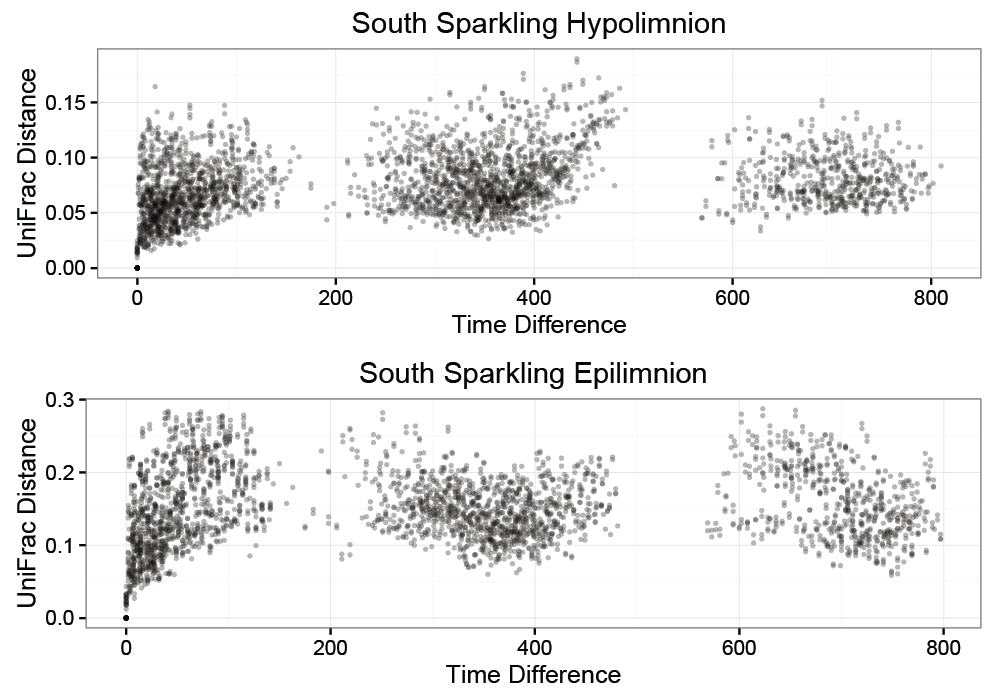 South Sparkling Hypolimnion
UniFrac Distance
0.15
0.10
0.05
0.00
0 200 400 600 800
Time Difference
South Sparkling Epilimnion
UniFrac Distance
0.3
0.2
0.1
0.0
0 200 400 600 800
Time Difference